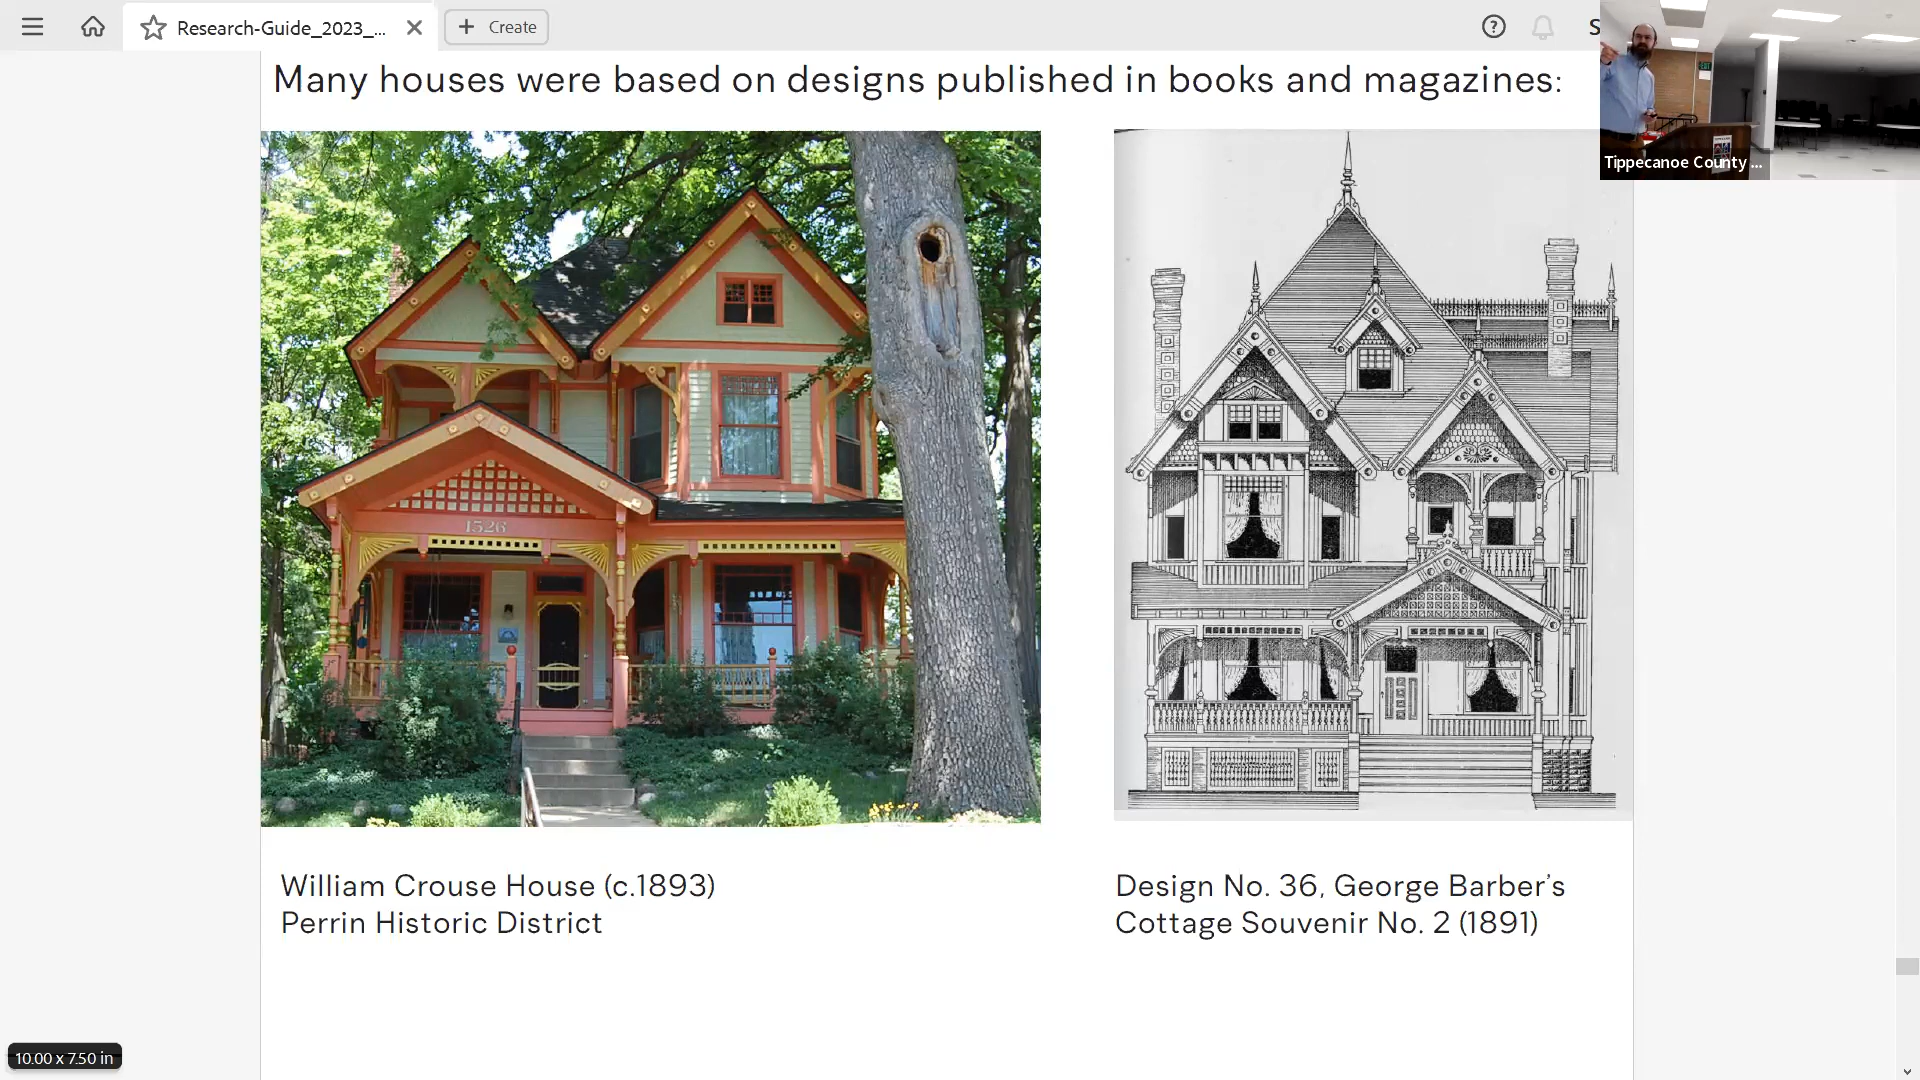 Research-Guide_2023_...
Create
S
Many houses were based on designs published in books and magazines:
Tippecanoe County ...
1526
William Crouse House (c.1893)
Perrin Historic District
Design No. 36, George Barber's
Cottage Souvenir No. 2 (1891)
10.00 x 7.50 in